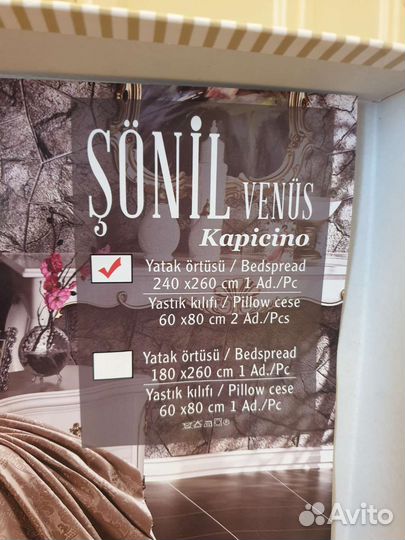 ŞÖNİL VENÜS
Kapicino
Yatak örtüsü / Bedspread
240 x260 cm 1 Ad./Pc
Yastık kılıfı / Pillow cese
60 x80 cm 2 Ad./Pcs
Yatak örtüsü / Bedspread
180 x260 cm 1 Ad./Pc
Yastık kılıfı / Pillow cese
60 x80 cm 1 Ad./Pc
Avito